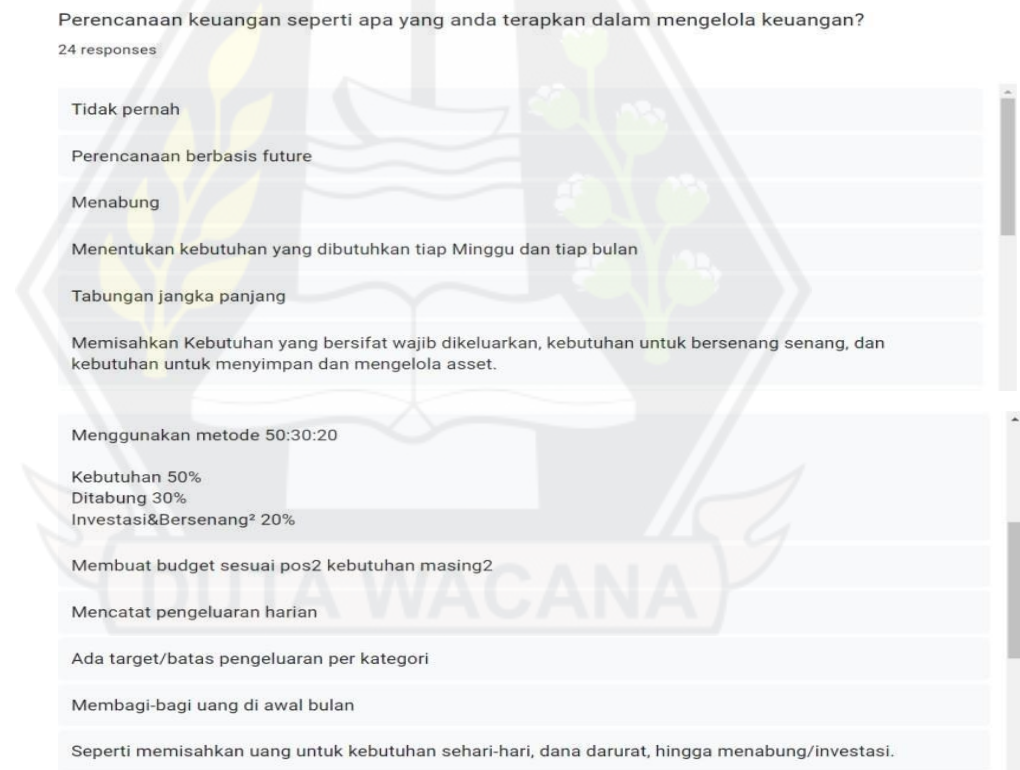 Perencanaan keuangan seperti apa yang anda terapkan dalam mengelola keuangan?
24 responses
Tidak pernah
Perencanaan berbasis future
Menabung
Menentukan kebutuhan yang dibutuhkan tiap Minggu dan tiap bulan
Tabungan jangka panjang
Memisahkan Kebutuhan yang bersifat wajib dikeluarkan, kebutuhan untuk bersenang senang, dan
kebutuhan untuk menyimpan dan mengelola asset.
Menggunakan metode 50:30:20
Kebutuhan 50%
Ditabung 30%
Investasi&Bersenang² 20%
Membuat budget sesuai pos2 kebutuhan masing2
DUTA WACANA
Mencatat pengeluaran harian
Ada target/batas pengeluaran per kategori
Membagi-bagi uang di awal bulan
Seperti memisahkan uang untuk kebutuhan sehari-hari, dana darurat, hingga menabung/investasi.